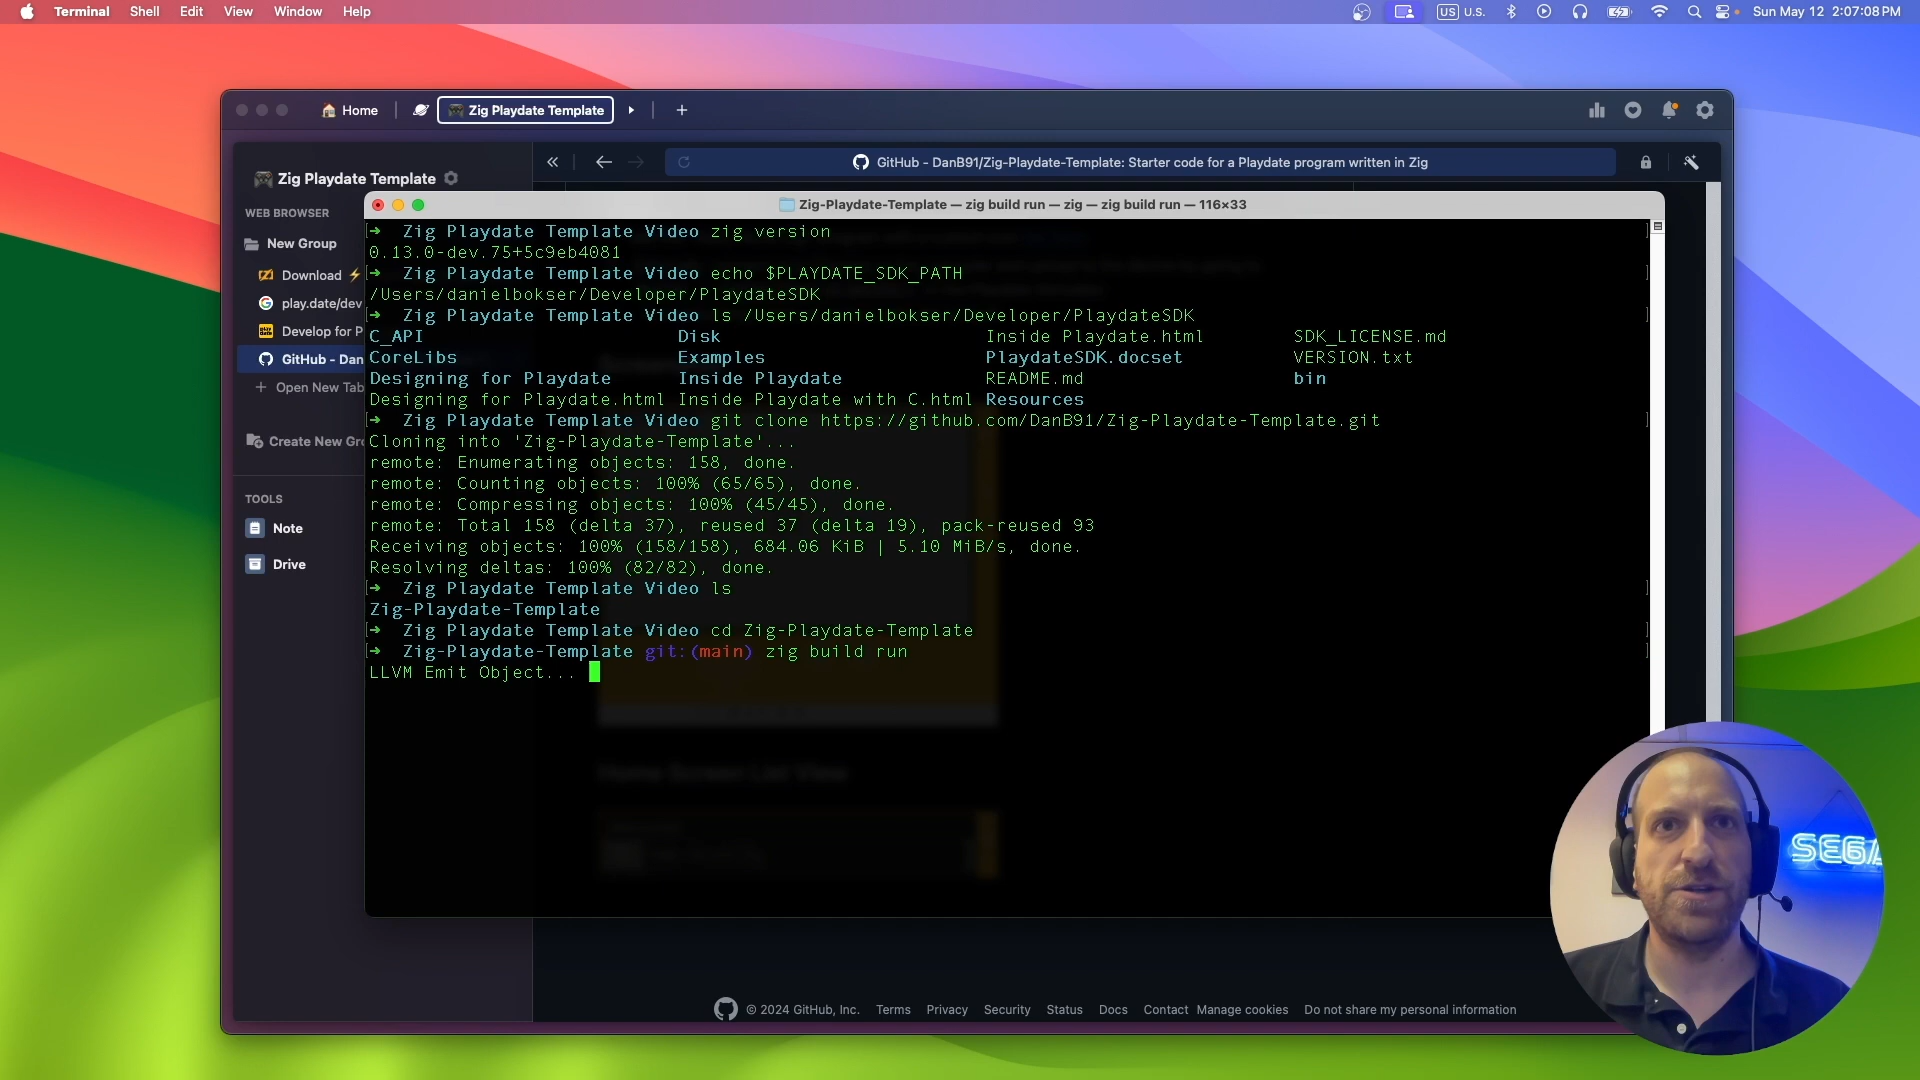 Terminal Shell Edit View Window Help
US U.S. Sun May 12 2:07:08 PM
Home Zig Playdate Template
Zig Playdate Template
GitHub - DanB91/Zig-Playdate-Template: Starter code for a Playdate program written in Zig
WEB BROWSER
New Group
Download
play.date/dev
Develop for P
GitHub - Dan
Open New Tab
Create New Gro
TOOLS
Note
Drive
Zig-Playdate-Template — zig build run — zig — zig build run — 116×33
➜ Zig Playdate Template Video zig version
0.13.0-dev.75+5c9eb4081
➜ Zig Playdate Template Video echo $PLAYDATE_SDK_PATH
/Users/danielbokser/Developer/PlaydateSDK
➜ Zig Playdate Template Video ls /Users/danielbokser/Developer/PlaydateSDK
C_API Disk Inside Playdate.html SDK_LICENSE.md
CoreLibs Examples PlaydateSDK.docset VERSION.txt
Designing for Playdate Inside Playdate README.md bin
Designing for Playdate.html Inside Playdate with C.html Resources
➜ Zig Playdate Template Video git clone https://github.com/DanB91/Zig-Playdate-Template.git
Cloning into 'Zig-Playdate-Template'...
remote: Enumerating objects: 158, done.
remote: Counting objects: 100% (65/65), done.
remote: Compressing objects: 100% (45/45), done.
remote: Total 158 (delta 37), reused 37 (delta 19), pack-reused 93
Receiving objects: 100% (158/158), 684.06 KiB | 5.10 MiB/s, done.
Resolving deltas: 100% (82/82), done.
➜ Zig Playdate Template Video ls
Zig-Playdate-Template
➜ Zig Playdate Template Video cd Zig-Playdate-Template
➜ Zig-Playdate-Template git:(main) zig build run
LLVM Emit Object...
Home Screen List View
SEGA
© 2024 GitHub, Inc. Terms Privacy Security Status Docs Contact Manage cookies Do not share my personal information